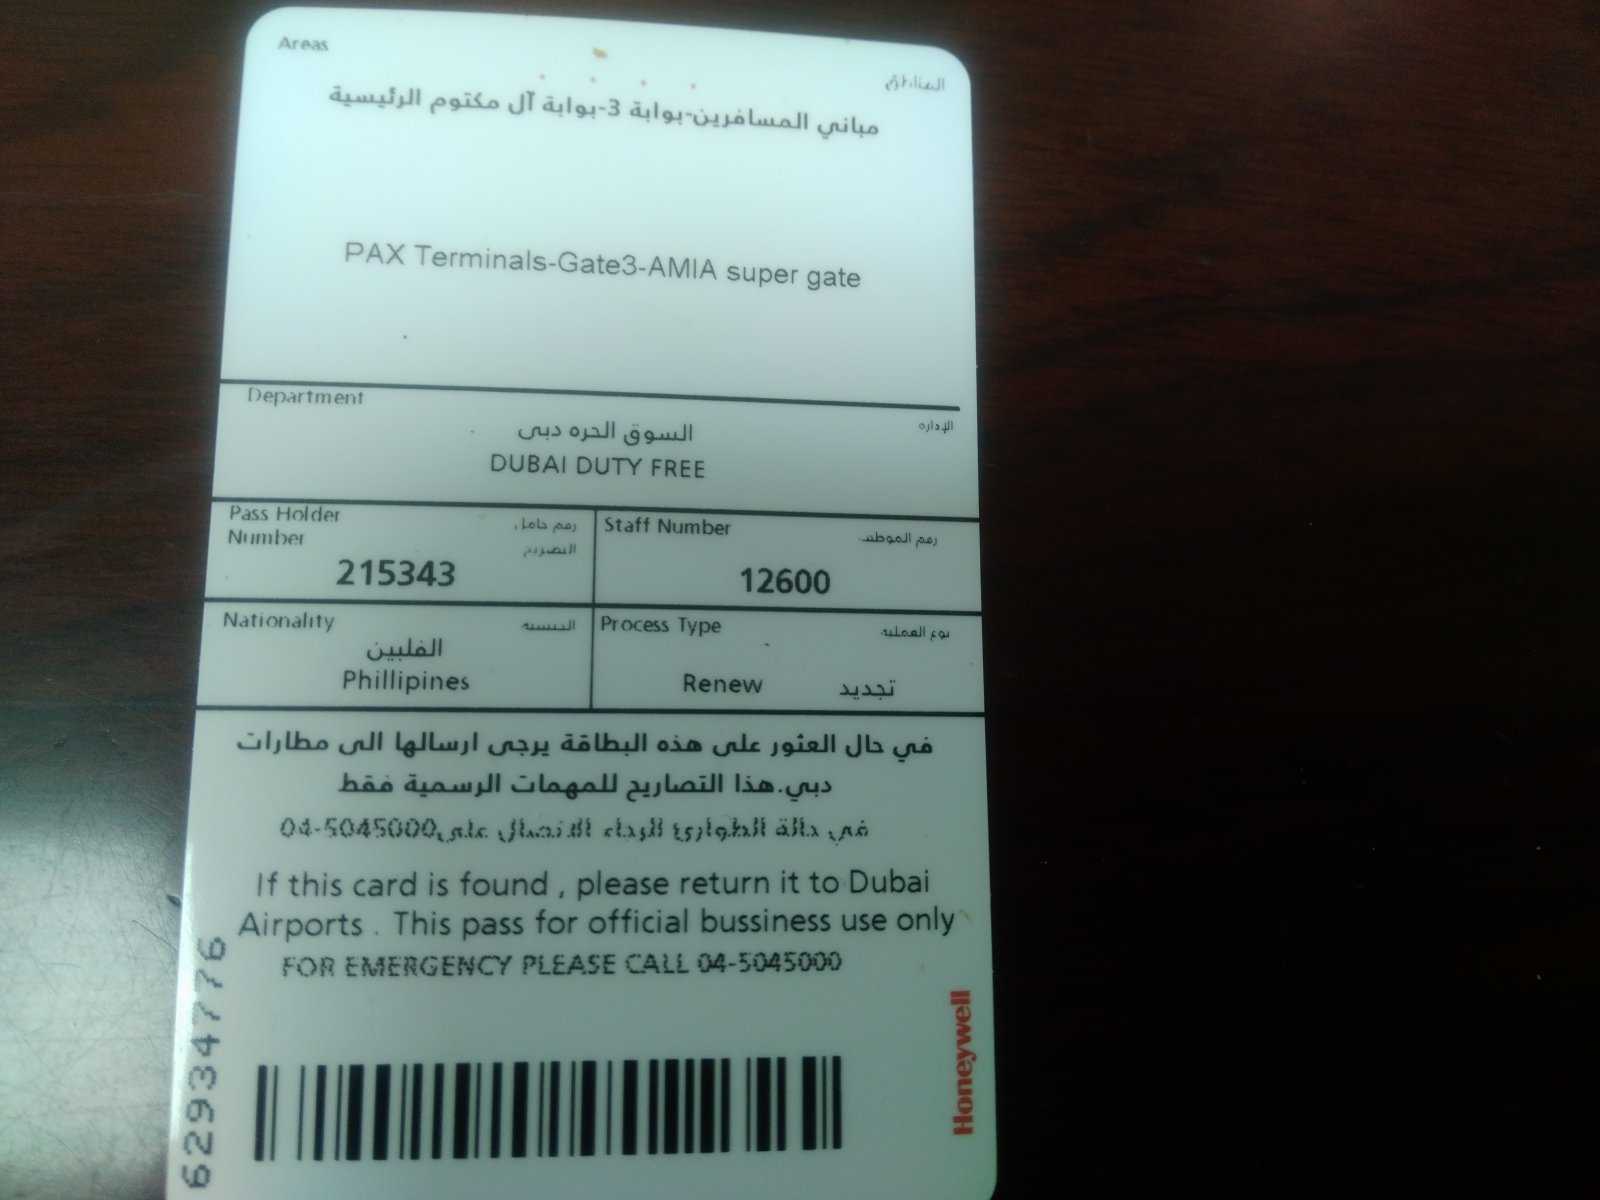 Areas المناطق
مباني المسافرين-بوابة 3-بوابة آل مكتوم الرئيسية
PAX Terminals-Gate3-AMIA super gate
Department الإداره
السوق الحره دبى
DUBAI DUTY FREE
Pass Holder Number رقم حامل التصريح
215343
Staff Number رقم الموظف
12600
Nationality الجنسيه
الفلبين
Phillipines
Process Type نوع العمليه
Renew تجديد
في حال العثور على هذه البطاقة يرجى ارسالها الى مطارات
دبي.هذا التصاريح للمهمات الرسمية فقط
في حالة الطوارئ الرجاء الاتصال على04-5045000
If this card is found , please return it to Dubai
Airports . This pass for official bussiness use only
FOR EMERGENCY PLEASE CALL 04-5045000
62934776
Honeywell